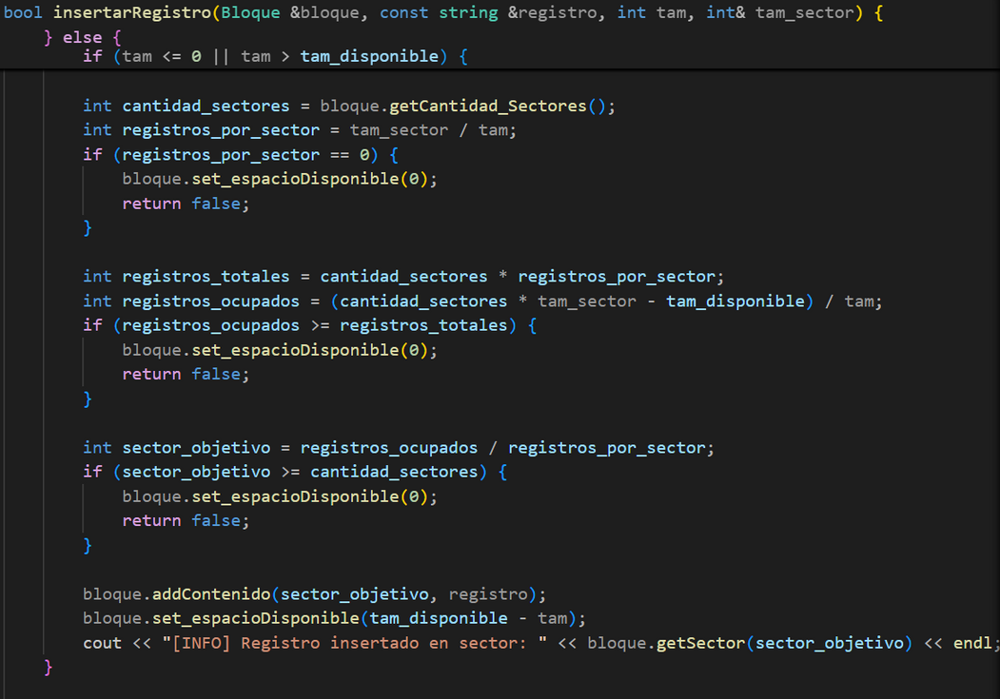 bool insertarRegistro(Bloque &bloque, const string &registro, int tam, int& tam_sector) {
} else {
if (tam <= 0 || tam > tam_disponible) {
int cantidad_sectores = bloque.getCantidad_Sectores();
int registros_por_sector = tam_sector / tam;
if (registros_por_sector == 0) {
bloque.set_espacioDisponible(0);
return false;
}
int registros_totales = cantidad_sectores * registros_por_sector;
int registros_ocupados = (cantidad_sectores * tam_sector - tam_disponible) / tam;
if (registros_ocupados >= registros_totales) {
bloque.set_espacioDisponible(0);
return false;
}
int sector_objetivo = registros_ocupados / registros_por_sector;
if (sector_objetivo >= cantidad_sectores) {
bloque.set_espacioDisponible(0);
return false;
}
bloque.addContenido(sector_objetivo, registro);
bloque.set_espacioDisponible(tam_disponible - tam);
cout << "[INFO] Registro insertado en sector: " << bloque.getSector(sector_objetivo) << endl;
}